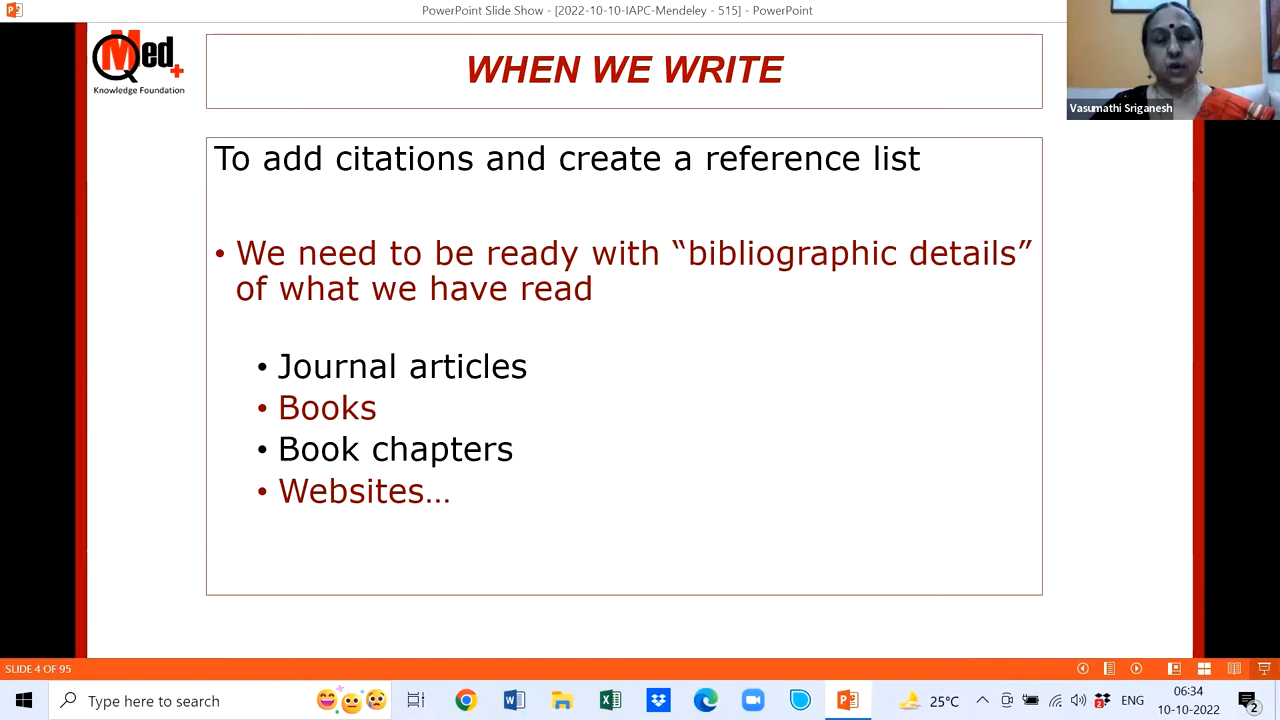 PowerPoint Slide Show - [2022-10-10-IAPC-Mendeley - 515] - PowerPoint
QMed
Knowledge Foundation
WHEN WE WRITE
Vasumathi Sriganesh
To add citations and create a reference list
• We need to be ready with “bibliographic details”
of what we have read
• Journal articles
• Books
• Book chapters
• Websites…
SLIDE 4 OF 95
Type here to search
25°C
ENG
06:34
10-10-2022
2
2